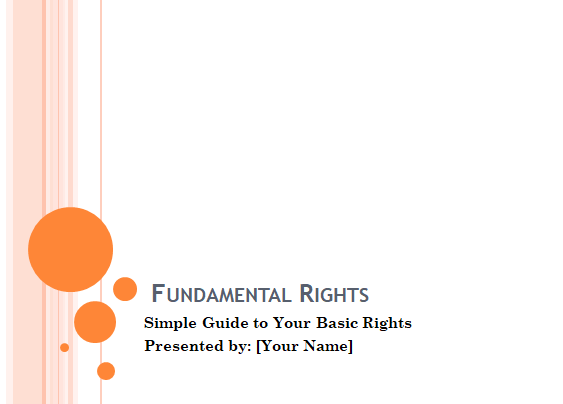 Fundamental Rights
Simple Guide to Your Basic Rights
Presented by: [Your Name]